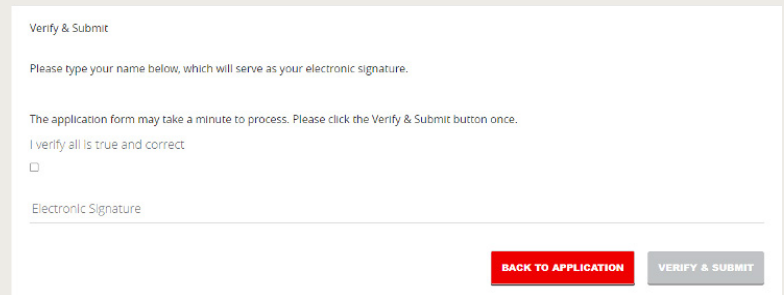 Verify & Submit
Please type your name below, which will serve as your electronic signature.
The application form may take a minute to process. Please click the Verify & Submit button once.
I verify all is true and correct
Electronic Signature
BACK TO APPLICATION
VERIFY & SUBMIT